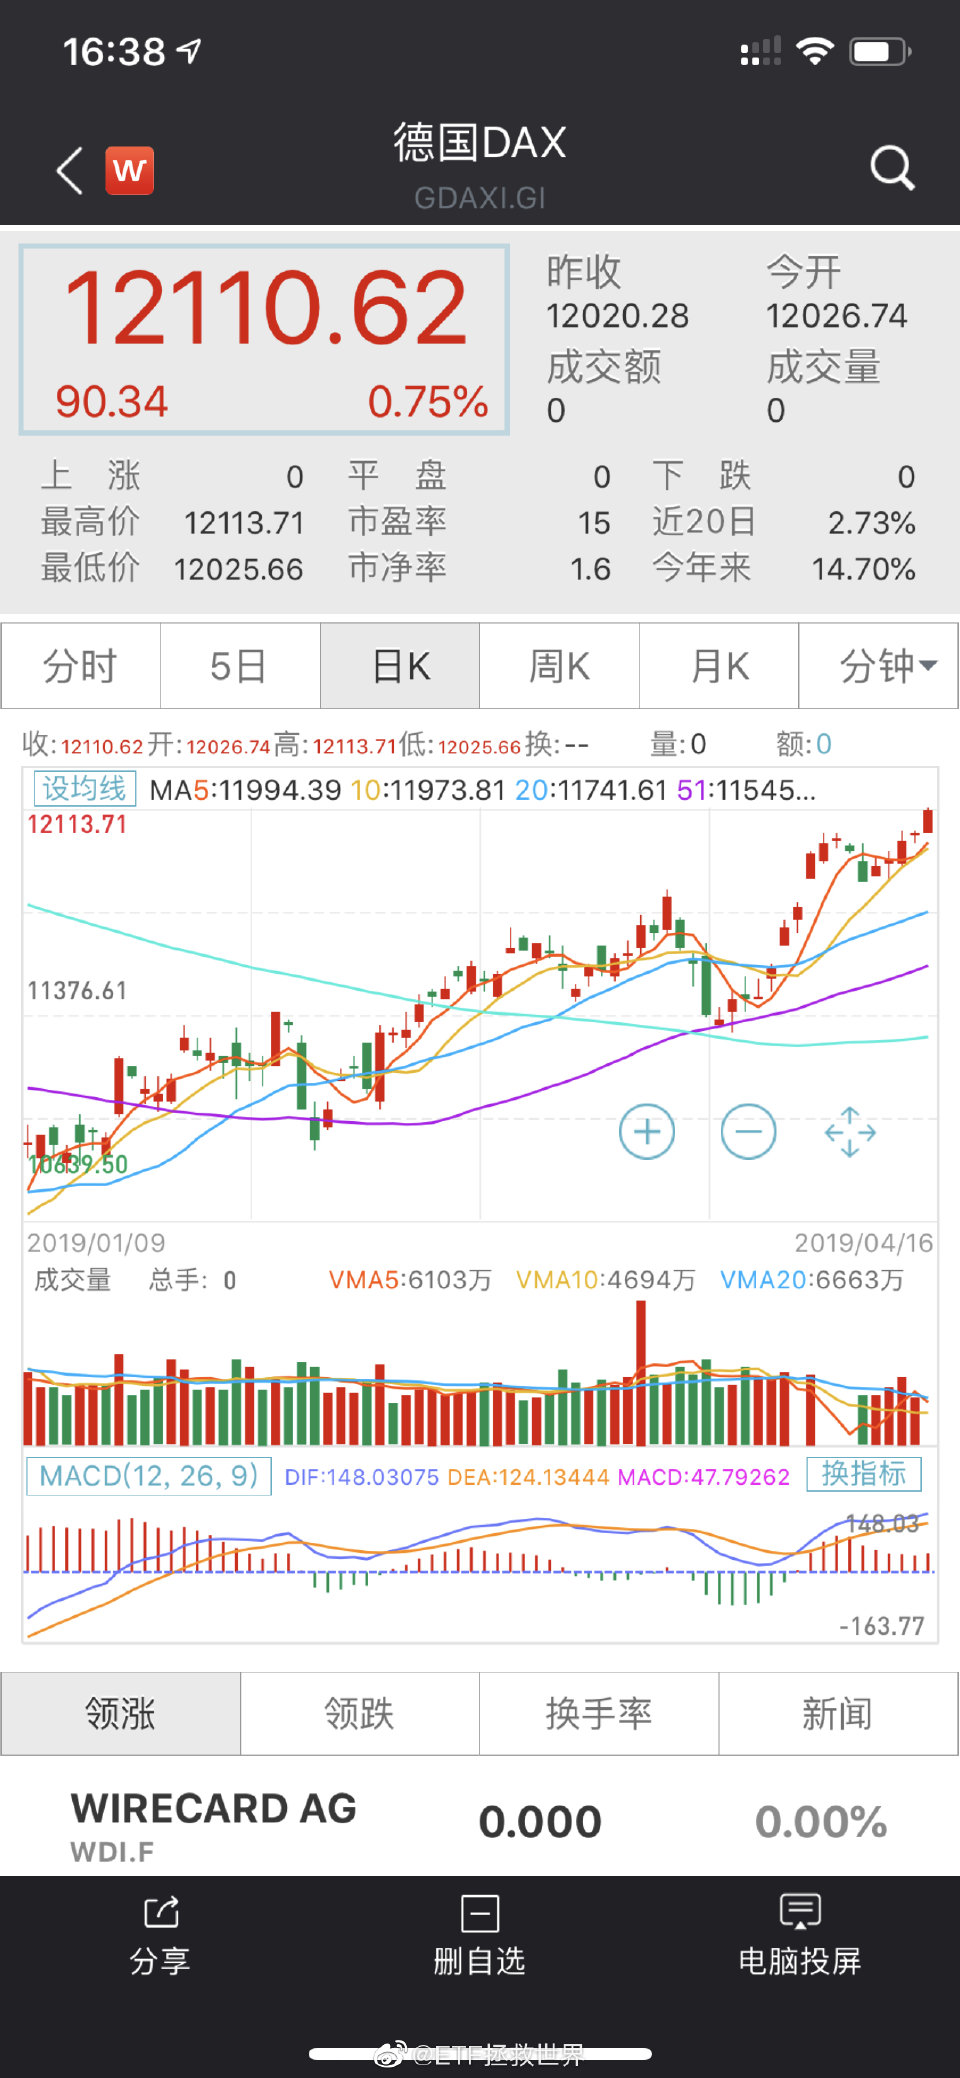 16:38
德国DAX
W
GDAXI.GI
12110.62
90.34 0.75%
昨收 今开
12020.28 12026.74
成交额 成交量
0 0
上 涨 0 平 盘 0 下 跌 0
最高价 12113.71 市盈率 15 近20日 2.73%
最低价 12025.66 市净率 1.6 今年来 14.70%
分时 5日 日K 周K 月K 分钟
收:12110.62 开:12026.74 高:12113.71 低:12025.66 换:-- 量:0 额:0
设均线 MA5:11994.39 10:11973.81 20:11741.61 51:11545...
12113.71
11376.61
10639.50
2019/01/09 2019/04/16
成交量 总手: 0 VMA5:6103万 VMA10:4694万 VMA20:6663万
MACD(12, 26, 9) DIF:148.03075 DEA:124.13444 MACD:47.79262 换指标
148.03
-163.77
领涨 领跌 换手率 新闻
WIRECARD AG 0.000 0.00%
WDI.F
分享 删自选 电脑投屏
@ETF拯救世界